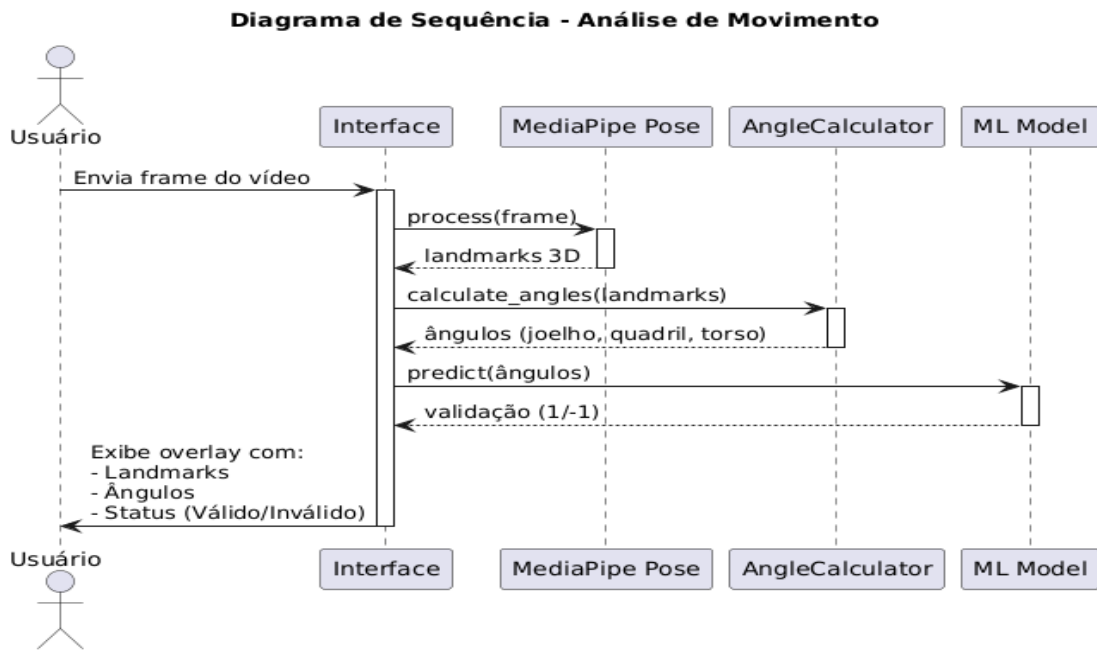 Diagrama de Sequência - Análise de Movimento
Usuário
Interface
MediaPipe Pose
AngleCalculator
ML Model
Envia frame do vídeo
process(frame)
landmarks 3D
calculate_angles(landmarks)
ângulos (joelho, quadril, torso)
predict(ângulos)
validação (1/-1)
Exibe overlay com:
- Landmarks
- Ângulos
- Status (Válido/Inválido)
Usuário
Interface
MediaPipe Pose
AngleCalculator
ML Model